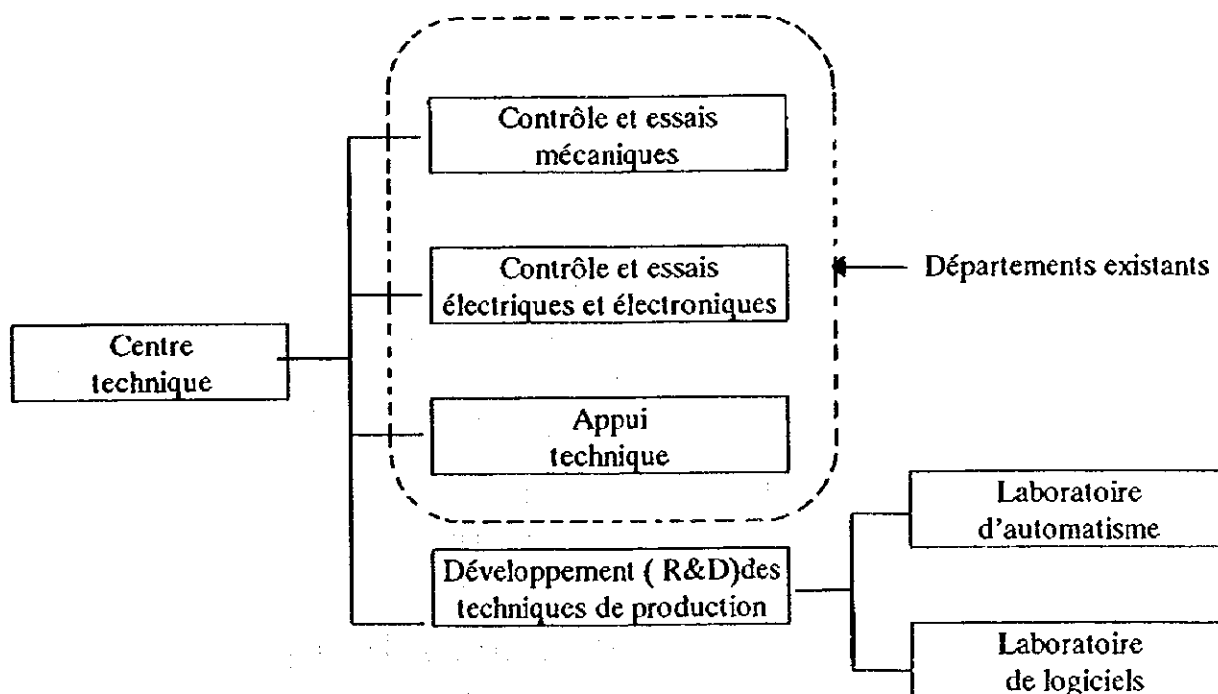 Contrôle et essais
mécaniques
Contrôle et essais
électriques et électroniques
Départements existants
Centre
technique
Appui
technique
Laboratoire
d'automatisme
Développement ( R&D)des
techniques de production
Laboratoire
de logiciels